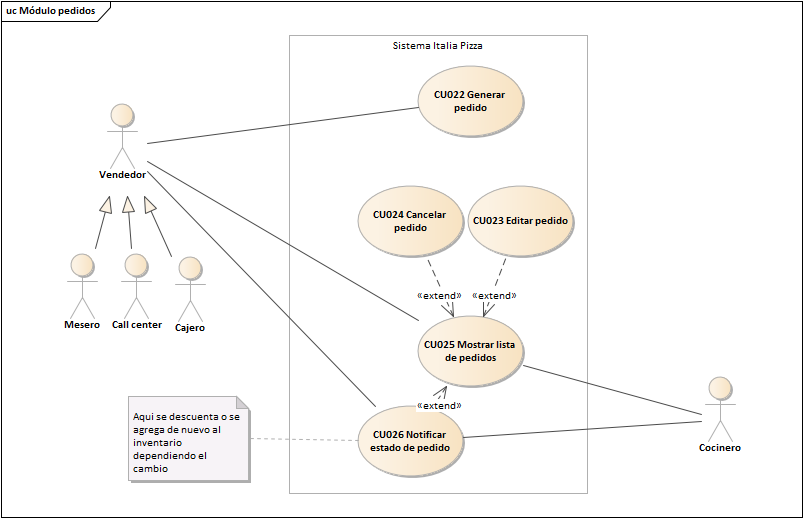 uc Módulo pedidos
Sistema Italia Pizza
CU022 Generar
pedido
Vendedor
CU024 Cancelar
pedido
CU023 Editar pedido
Mesero
Call center
Cajero
«extend»
«extend»
CU025 Mostrar lista
de pedidos
«extend»
Aqui se descuenta o se
agrega de nuevo al
inventario
dependiendo el
cambio
CU026 Notificar
estado de pedido
Cocinero